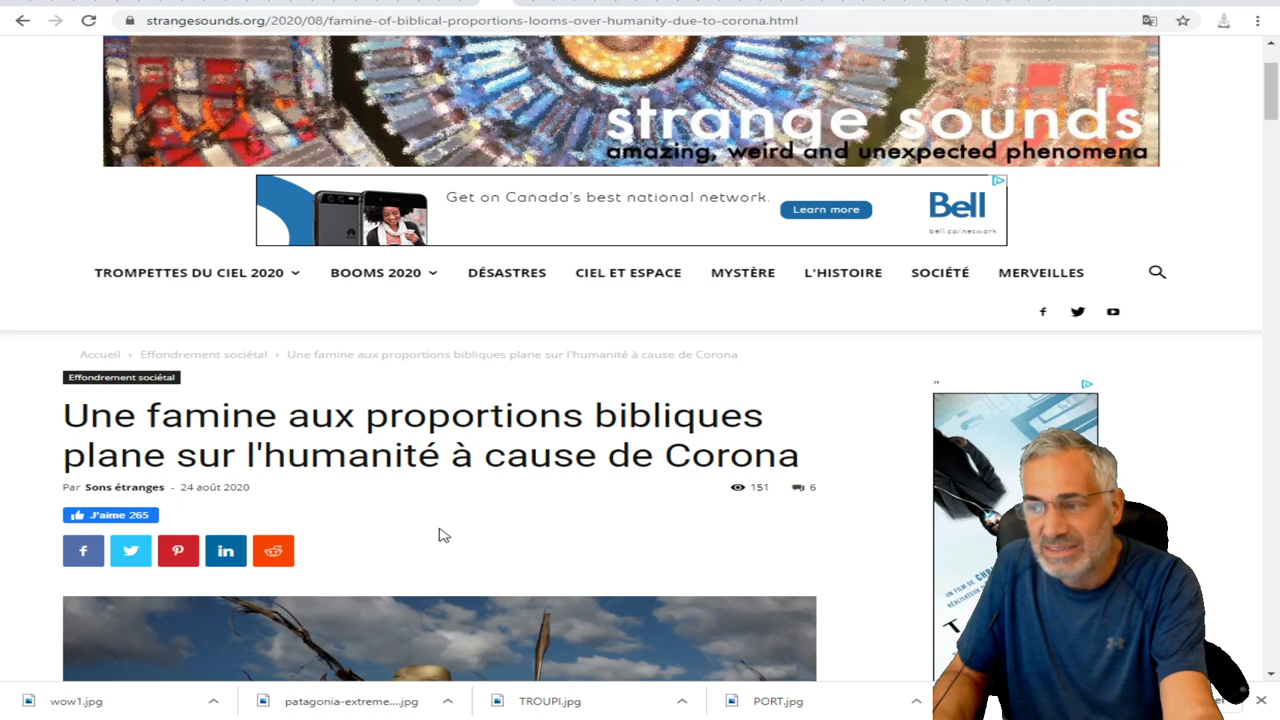 strangesounds.org/2020/08/famine-of-biblical-proportions-looms-over-humanity-due-to-corona.html
strange sounds
amazing, weird and unexpected phenomena
Get on Canada's best national network.
Learn more
Bell
bell.ca/network
TROMPETTES DU CIEL 2020
BOOMS 2020
DÉSASTRES
CIEL ET ESPACE
MYSTÈRE
L'HISTOIRE
SOCIÉTÉ
MERVEILLES
Accueil › Effondrement sociétal › Une famine aux proportions bibliques plane sur l'humanité à cause de Corona
Effondrement sociétal
Une famine aux proportions bibliques
plane sur l'humanité à cause de Corona
Par Sons étranges - 24 août 2020
151
6
J'aime 265
UN FILM DE
T
wow1.jpg
patagonia-extreme....jpg
TROUPI.jpg
PORT.jpg